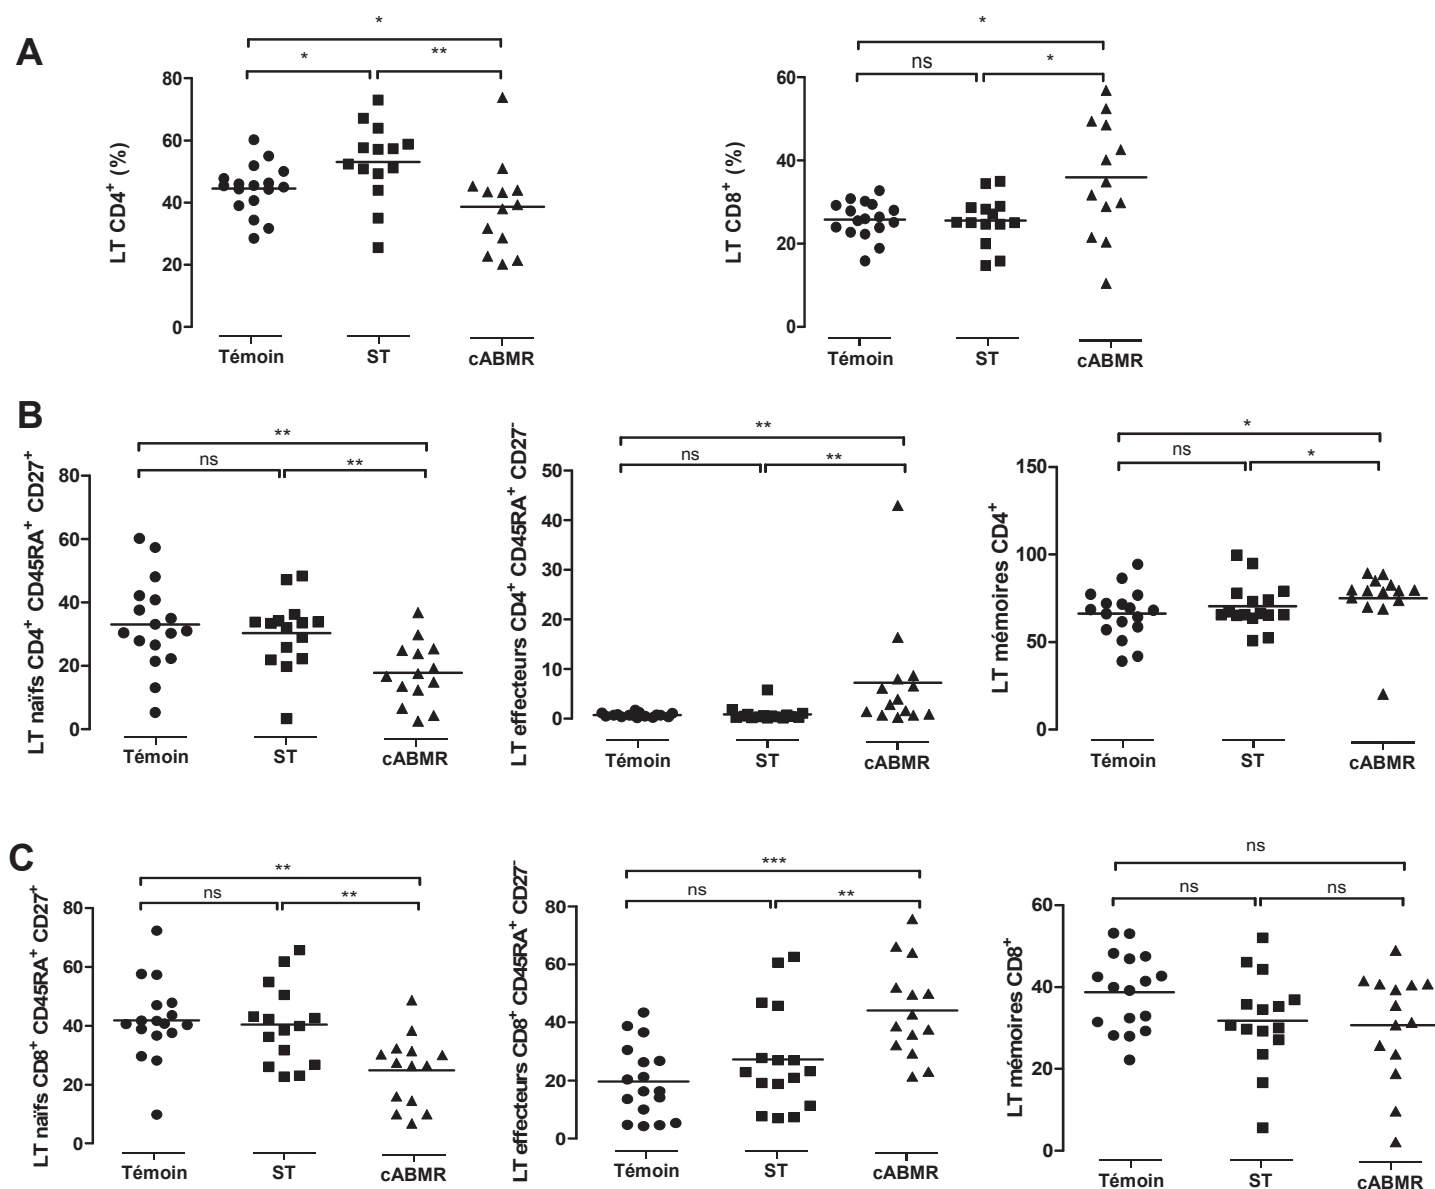 A
*
*
**
LT CD4⁺ (%)
80
60
40
20
0
Témoin
ST
cABMR
*
ns
*
LT CD8⁺ (%)
60
40
20
0
Témoin
ST
cABMR
B
**
ns
**
LT naïfs CD4⁺ CD45RA⁺ CD27⁺
80
60
40
20
0
Témoin
ST
cABMR
**
ns
**
LT effecteurs CD4⁺ CD45RA⁺ CD27⁻
50
40
30
20
10
0
Témoin
ST
cABMR
*
ns
*
LT mémoires CD4⁺
150
100
50
0
Témoin
ST
cABMR
C
**
ns
**
LT naïfs CD8⁺ CD45RA⁺ CD27⁺
80
60
40
20
0
Témoin
ST
cABMR
***
ns
**
LT effecteurs CD8⁺ CD45RA⁺ CD27⁻
80
60
40
20
0
Témoin
ST
cABMR
ns
ns
ns
LT mémoires CD8⁺
60
40
20
0
Témoin
ST
cABMR